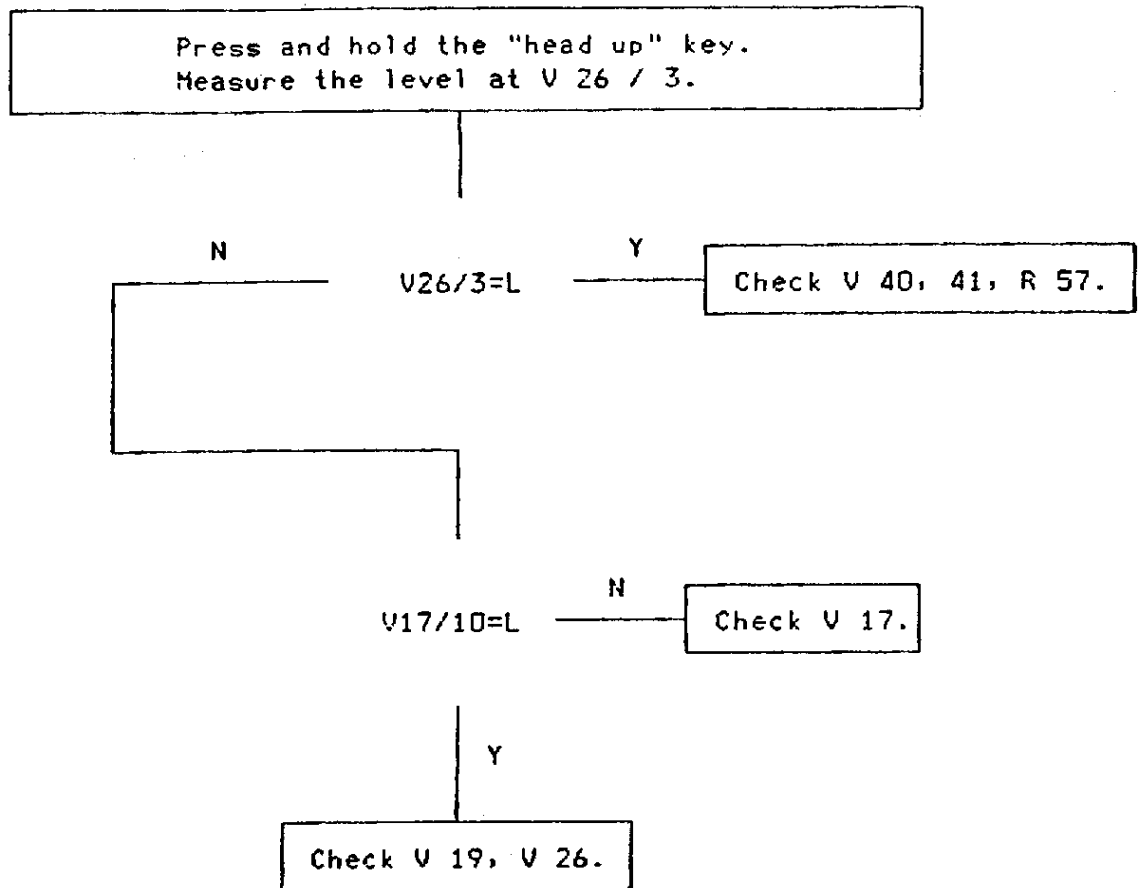 Press and hold the "head up" key.
Measure the level at V 26 / 3.
N
V26/3=L
Y
Check V 40, 41, R 57.
V17/10=L
N
Check V 17.
Y
Check V 19, V 26.